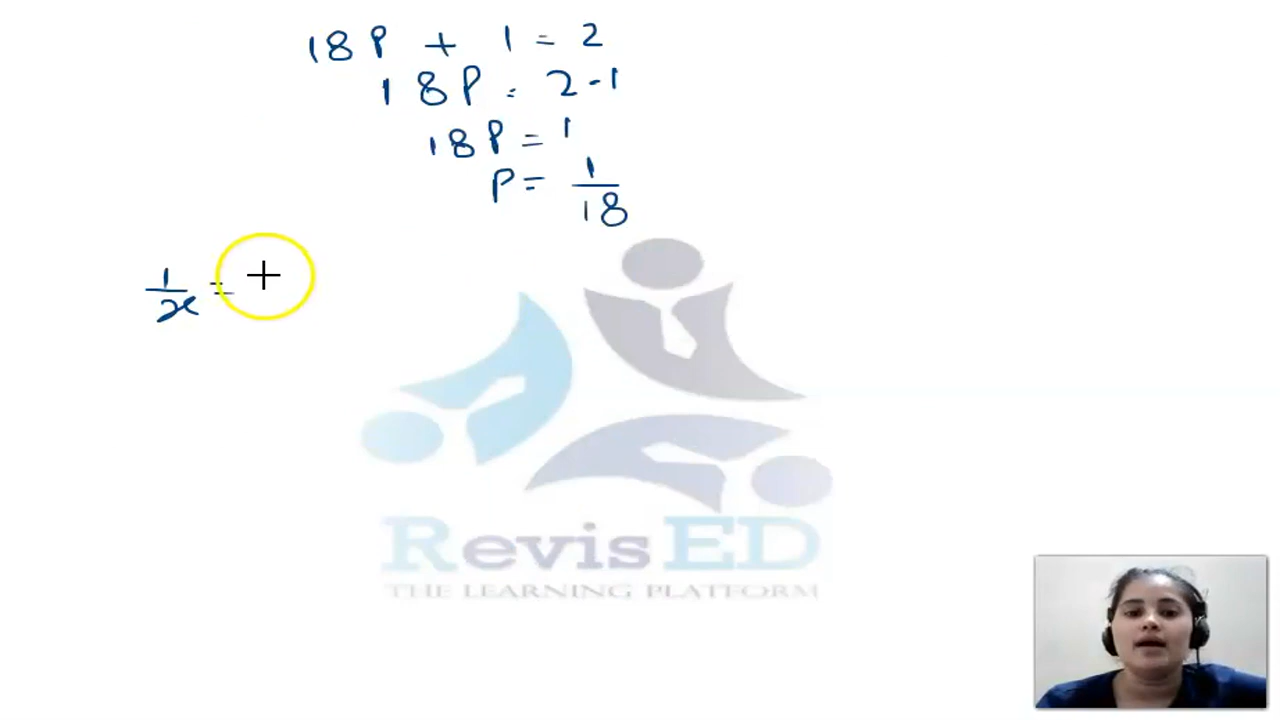 18P + 1 = 2
18P = 2-1
18P = 1
P = 1/18
1/x =
RevisED
THE LEARNING PLATFORM